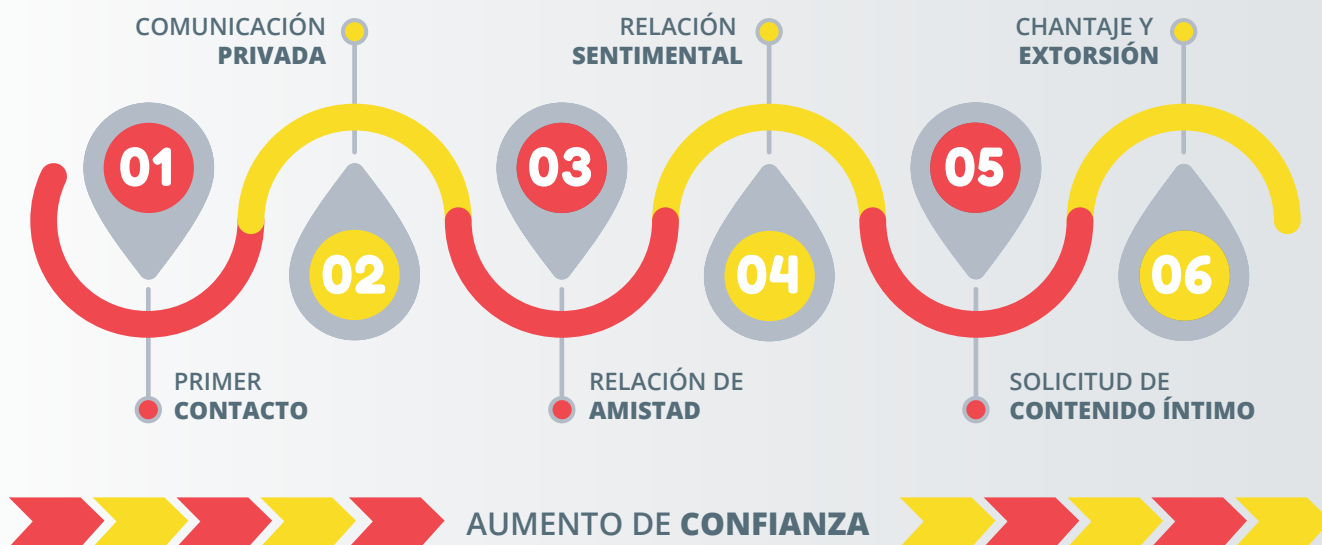 COMUNICACIÓN
PRIVADA
RELACIÓN
SENTIMENTAL
CHANTAJE Y
EXTORSIÓN
01
03
05
02
04
06
PRIMER
CONTACTO
RELACIÓN DE
AMISTAD
SOLICITUD DE
CONTENIDO ÍNTIMO
AUMENTO DE CONFIANZA